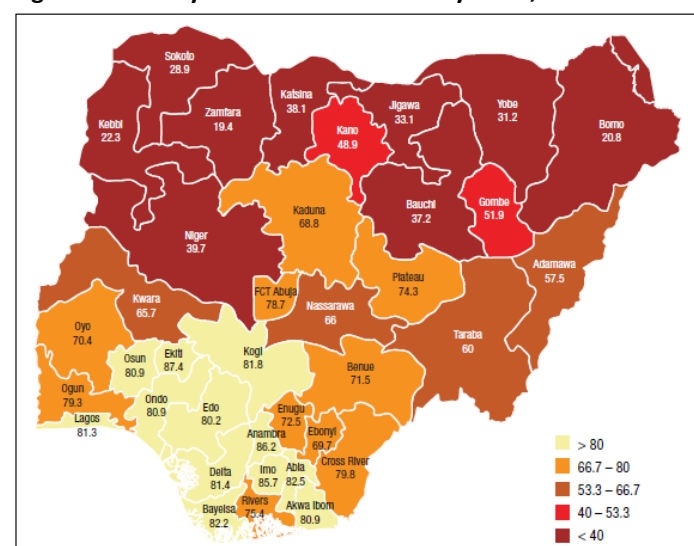 Sokoto
28.9
Katsina
38.1
Jigawa
33.1
Yobe
31.2
Borno
20.8
Kebbi
22.3
Zamfara
19.4
Kano
48.9
Bauchi
37.2
Gombe
51.9
Kaduna
68.8
Niger
39.7
Adamawa
57.5
Plateau
74.3
FCT Abuja
78.7
Nassarawa
66
Kwara
65.7
Taraba
60
Oyo
70.4
Osun
80.9
Ekiti
87.4
Kogi
81.8
Benue
71.5
Ogun
79.3
Ondo
80.9
Edo
80.2
Enugu
72.5
Ebonyi
69.7
Lagos
81.3
Anambra
86.2
Cross River
79.8
Delta
81.4
Imo
85.7
Abia
82.5
Bayelsa
82.2
Rivers
75.4
Akwa Ibom
80.9
> 80
66.7 – 80
53.3 – 66.7
40 – 53.3
< 40